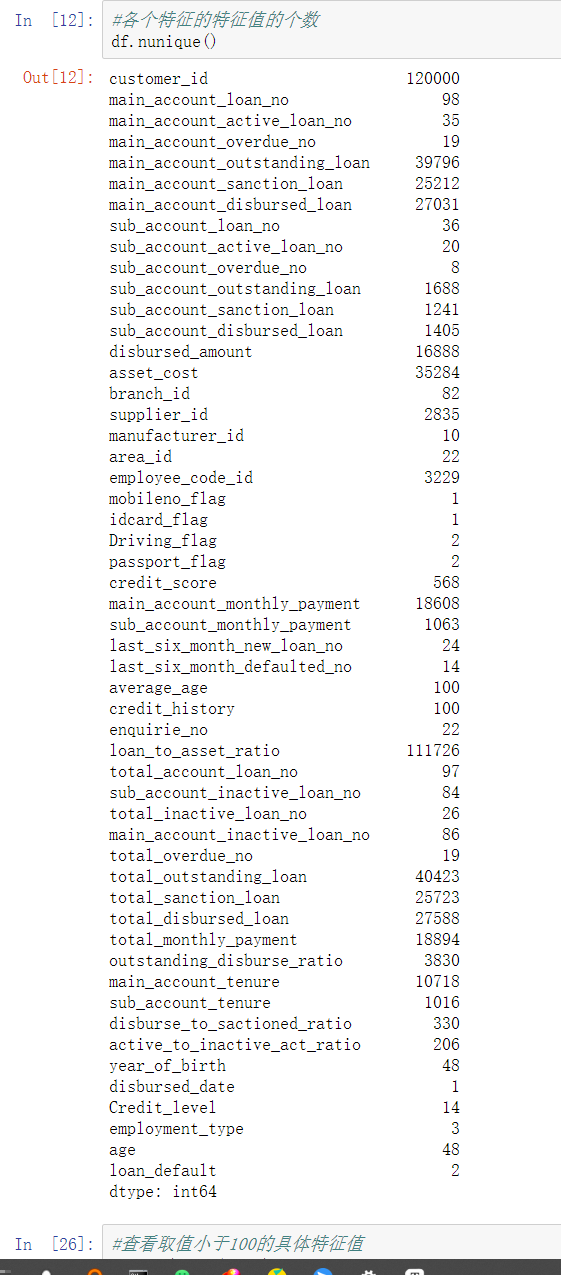 In [12]: #各个特征的特征值的个数
df.nunique()
Out[12]: customer_id 120000
main_account_loan_no 98
main_account_active_loan_no 35
main_account_overdue_no 19
main_account_outstanding_loan 39796
main_account_sanction_loan 25212
main_account_disbursed_loan 27031
sub_account_loan_no 36
sub_account_active_loan_no 20
sub_account_overdue_no 8
sub_account_outstanding_loan 1688
sub_account_sanction_loan 1241
sub_account_disbursed_loan 1405
disbursed_amount 16888
asset_cost 35284
branch_id 82
supplier_id 2835
manufacturer_id 10
area_id 22
employee_code_id 3229
mobileno_flag 1
idcard_flag 1
Driving_flag 2
passport_flag 2
credit_score 568
main_account_monthly_payment 18608
sub_account_monthly_payment 1063
last_six_month_new_loan_no 24
last_six_month_defaulted_no 14
average_age 100
credit_history 100
enquirie_no 22
loan_to_asset_ratio 111726
total_account_loan_no 97
sub_account_inactive_loan_no 84
total_inactive_loan_no 26
main_account_inactive_loan_no 86
total_overdue_no 19
total_outstanding_loan 40423
total_sanction_loan 25723
total_disbursed_loan 27588
total_monthly_payment 18894
outstanding_disburse_ratio 3830
main_account_tenure 10718
sub_account_tenure 1016
disburse_to_sactioned_ratio 330
active_to_inactive_act_ratio 206
year_of_birth 48
disbursed_date 1
Credit_level 14
employment_type 3
age 48
loan_default 2
dtype: int64
In [26]: #查看取值小于100的具体特征值